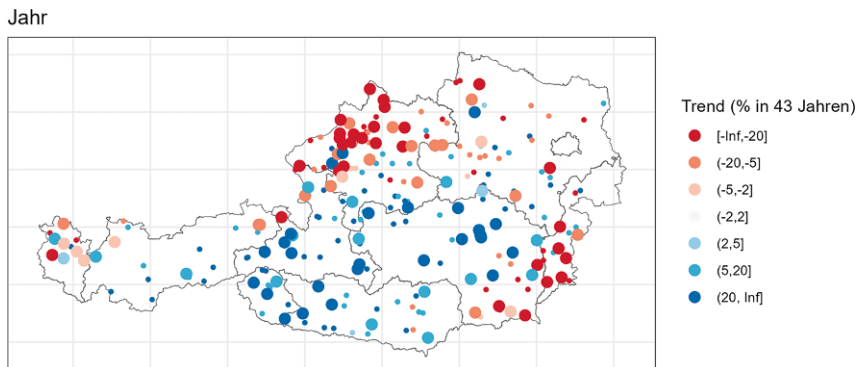 Jahr
Trend (% in 43 Jahren)
[-Inf,-20]
(-20,-5]
(-5,-2]
(-2,2]
(2,5]
(5,20]
(20, Inf]